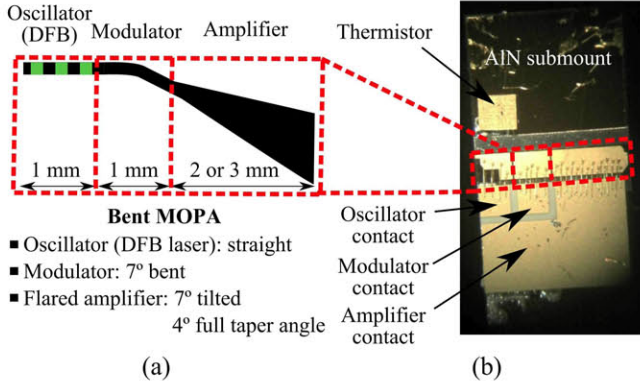 Oscillator
(DFB)
Modulator
Amplifier
1 mm
1 mm
2 or 3 mm
Bent MOPA
■ Oscillator (DFB laser): straight
■ Modulator: 7º bent
■ Flared amplifier: 7º tilted
4º full taper angle
(a)
Thermistor
AlN submount
Oscillator
contact
Modulator
contact
Amplifier
contact
(b)